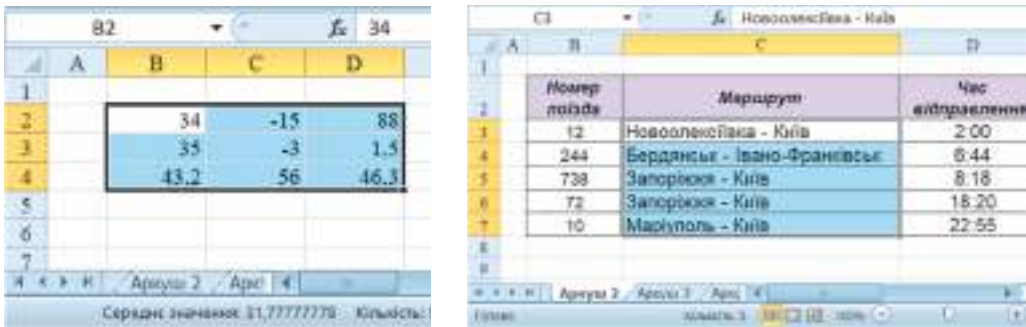 B2 fx 34
A B C D
1
2 34 -15 88
3 35 -3 1.5
4 43.2 56 46.3
5
6
7
Аркуш 2 Арк
Середнє значення: 31,77777778 Кількість:
C3 fx Новоолексіївка - Київ
A B C D
1
2 Номер поїзда Маршрут Час відправлення
3 12 Новоолексіївка - Київ 2:00
4 244 Бердянськ - Івано-Франківськ 6:44
5 738 Запоріжжя - Київ 8:18
6 72 Запоріжжя - Київ 18:20
7 10 Маріуполь - Київ 22:55
8
9
Аркуш 2 Аркуш 3 Арк
Готово Кількість: 5 100%